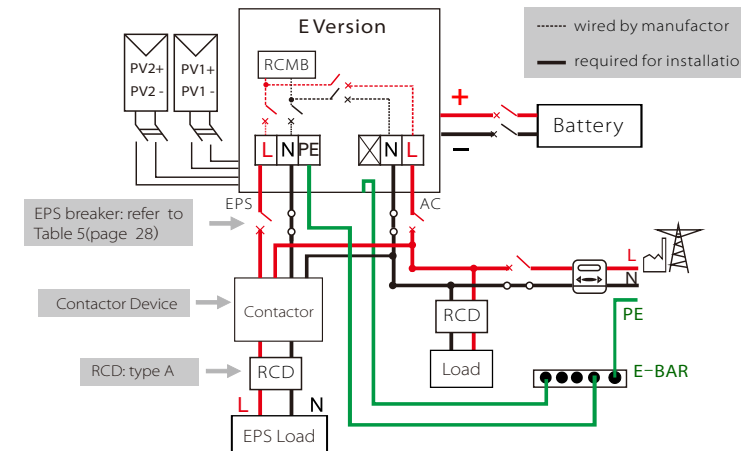 E Version
wired by manufactor
required for installatio
RCMB
PV2+
PV2 -
PV1+
PV1 -
+
Battery
L N PE
N L
EPS
AC
EPS breaker: refer to
Table 5(page 28)
Contactor Device
Contactor
L
N
PE
RCD
Load
RCD: type A
RCD
E-BAR
L
N
EPS Load